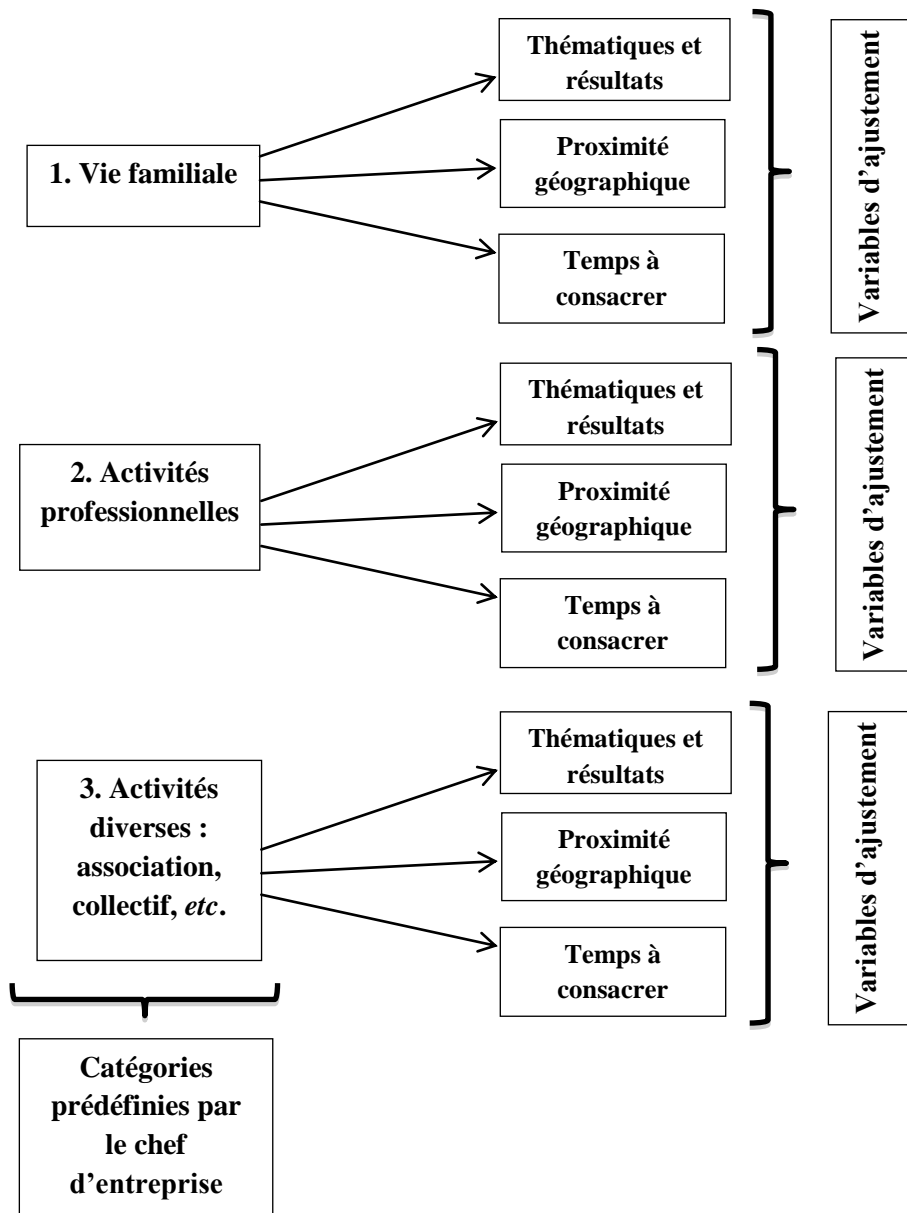 Thématiques et
résultats
1. Vie familiale
Proximité
géographique
Temps à
consacrer
Variables d’ajustement
Thématiques et
résultats
2. Activités
professionnelles
Proximité
géographique
Temps à
consacrer
Variables d’ajustement
Thématiques et
résultats
3. Activités
diverses :
association,
collectif, etc.
Proximité
géographique
Temps à
consacrer
Variables d’ajustement
Catégories
prédéfinies par
le chef
d’entreprise